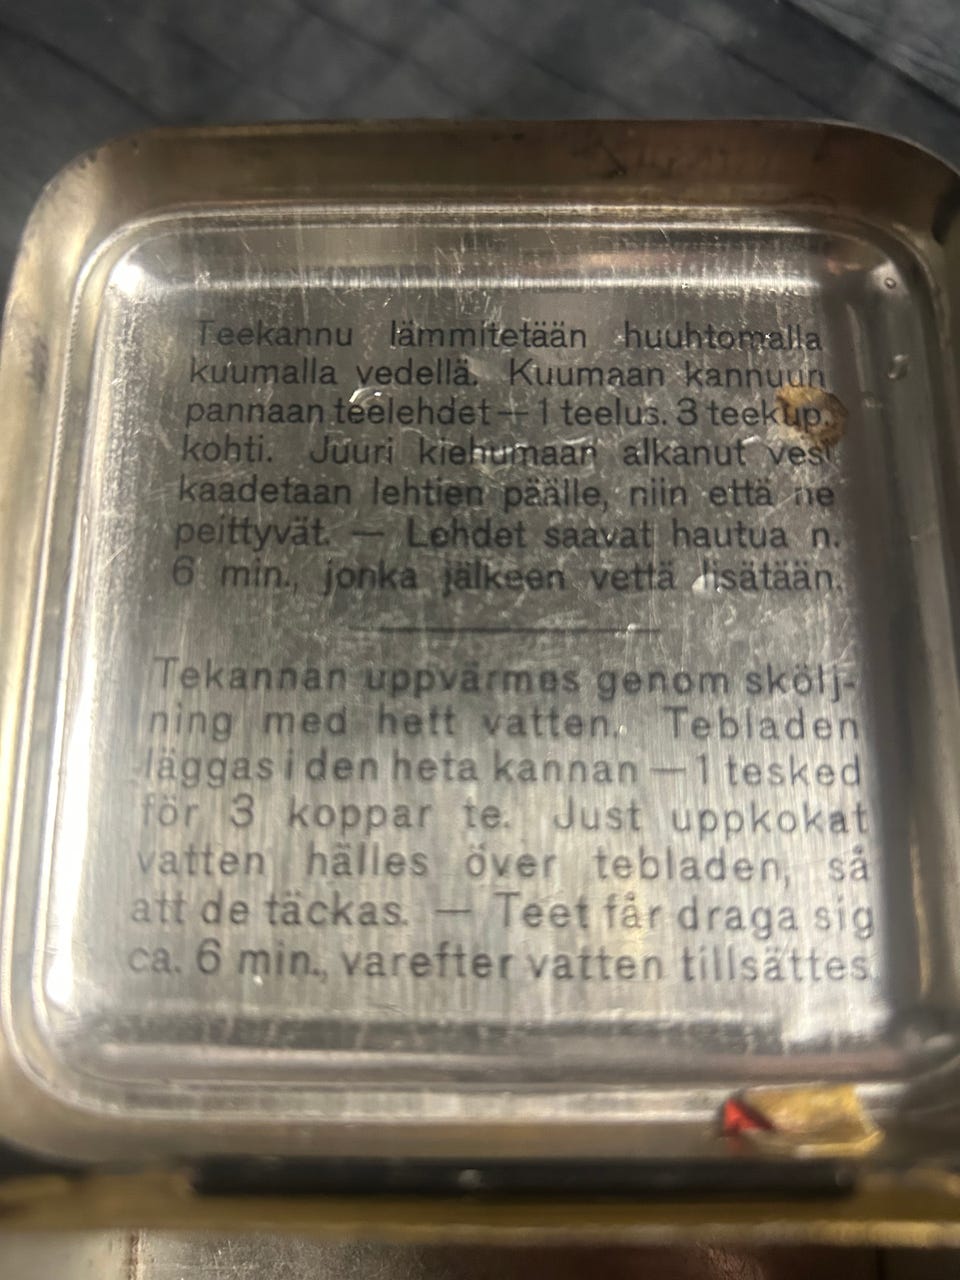 Teekannu lämmitetään huuhtomalla
kuumalla vedellä. Kuumaan kannuun
pannaan teelehdet — 1 teelus. 3 teekup.
kohti. Juuri kiehumaan alkanut vesi
kaadetaan lehtien päälle, niin että ne
peittyvät. — Lehdet saavat hautua n.
6 min., jonka jälkeen vettä lisätään.
Tekannan uppvärmes genom skölj-
ning med hett vatten. Tebladen
läggas i den heta kannan — 1 tesked
för 3 koppar te. Just uppkokat
vatten hälles över tebladen, så
att de täckas. — Teet får draga sig
ca. 6 min., varefter vatten tillsättes.